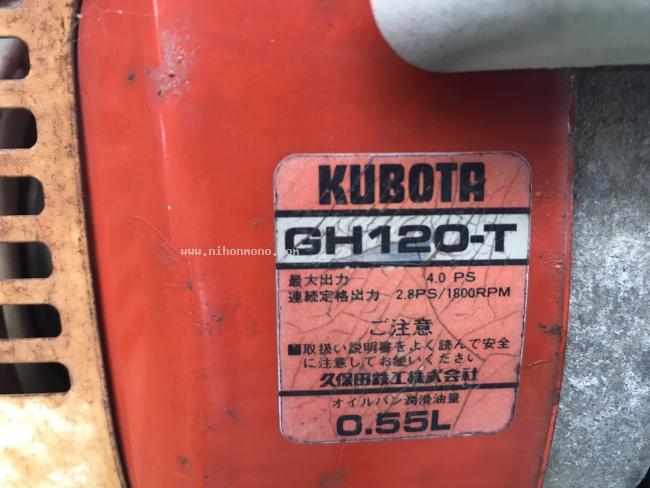 KUBOTA
GH120-T
最大出力 4.0 PS
連続定格出力 2.8PS/1800RPM
ご注意
■取扱い説明書をよく読んで安全
に注意してお使いください
久保田鉄工株式会社
オイルパン潤滑油量
0.55L
www.nihonmono.com